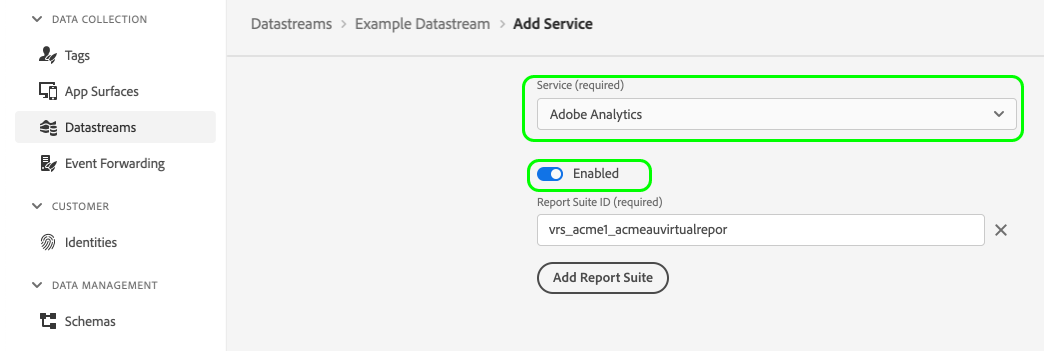 DATA COLLECTION
Tags
App Surfaces
Datastreams
Event Forwarding
CUSTOMER
Identities
DATA MANAGEMENT
Schemas
Datastreams > Example Datastream > Add Service
Service (required)
Adobe Analytics
Enabled
Report Suite ID (required)
vrs_acme1_acmeauvirtualrepor
Add Report Suite